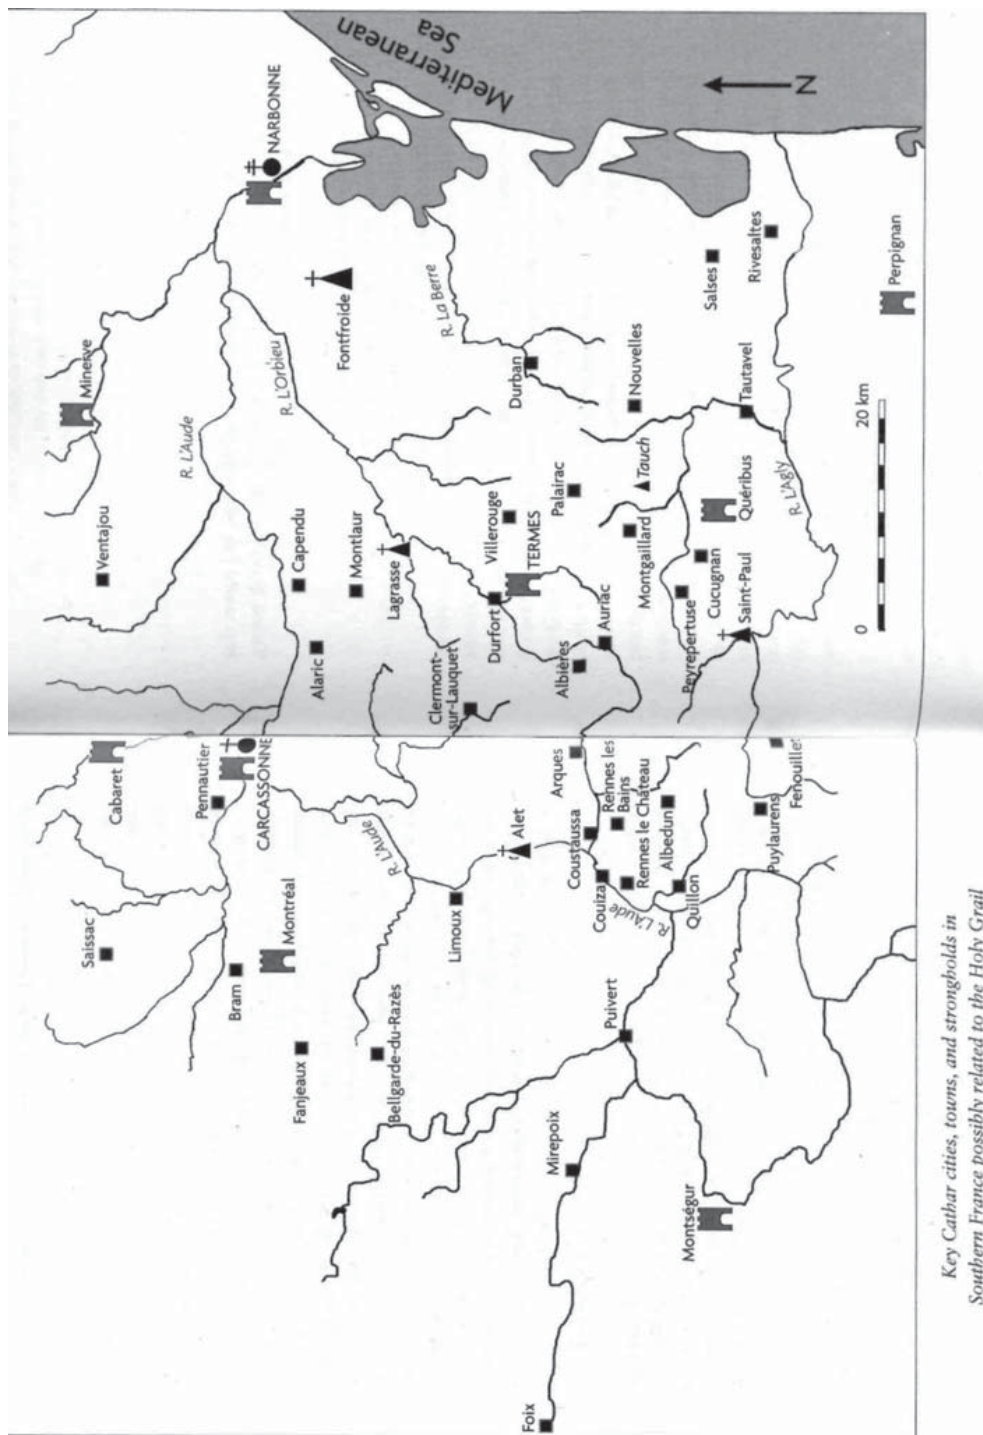 Minerve
Ventajou
Saissac
Cabaret
R. L'Aude
Pennautier
Bram
CARCASSONNE
NARBONNE
Montréal
Capendu
Fanjeaux
Alaric
R. L'Orbieu
Fontfroide
Montlaur
Mediterranean
Sea
Bellgarde-du-Razès
R. L'Aude
Lagrasse
Clermont-
sur-Lauquet
Limoux
R. La Berre
Villerouge
Durfort
TERMES
Durban
Alet
Foix
Mirepoix
Palairac
Albières
Arques
Coustaussa
Auriac
Couiza
Rennes les
Bains
Rennes le Château
R. L'Aude
Puivert
Nouvelles
Tauch
Montgaillard
Albedun
Quillon
Peyrepertuse
Montségur
Cucugnan
Quéribus
Salses
Saint-Paul
Tautavel
Rivesaltes
Puylaurens
Fenouillet
R. L'Agly
N
0
20 km
Perpignan
Key Cathar cities, towns, and strongholds in
Southern France possibly related to the Holy Grail